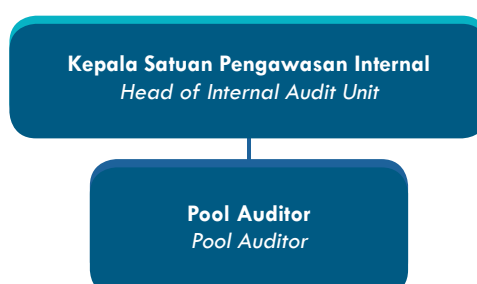 Kepala Satuan Pengawasan Internal
Head of Internal Audit Unit
Pool Auditor
Pool Auditor